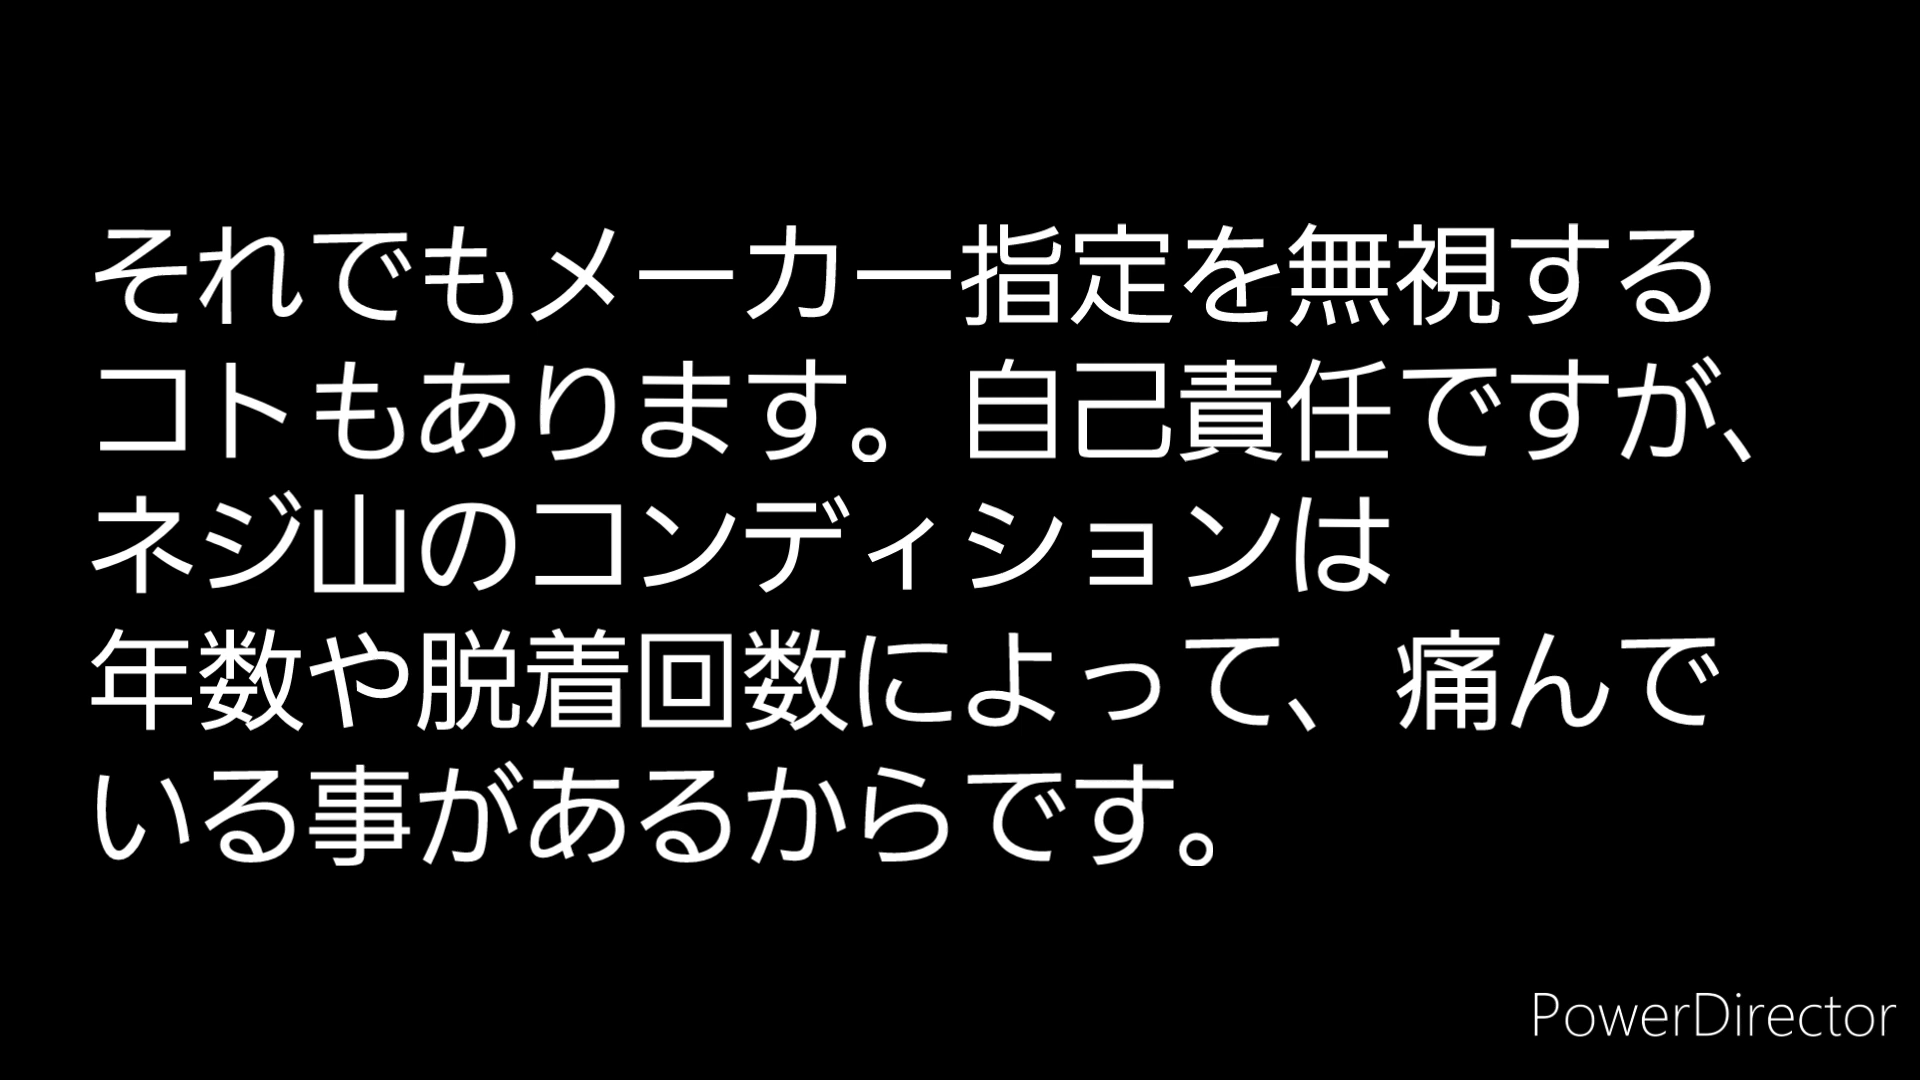 それでもメーカー指定を無視する
コトもあります。自己責任ですが、
ネジ山のコンディションは
年数や脱着回数によって、痛んで
いる事があるからです。
PowerDirector